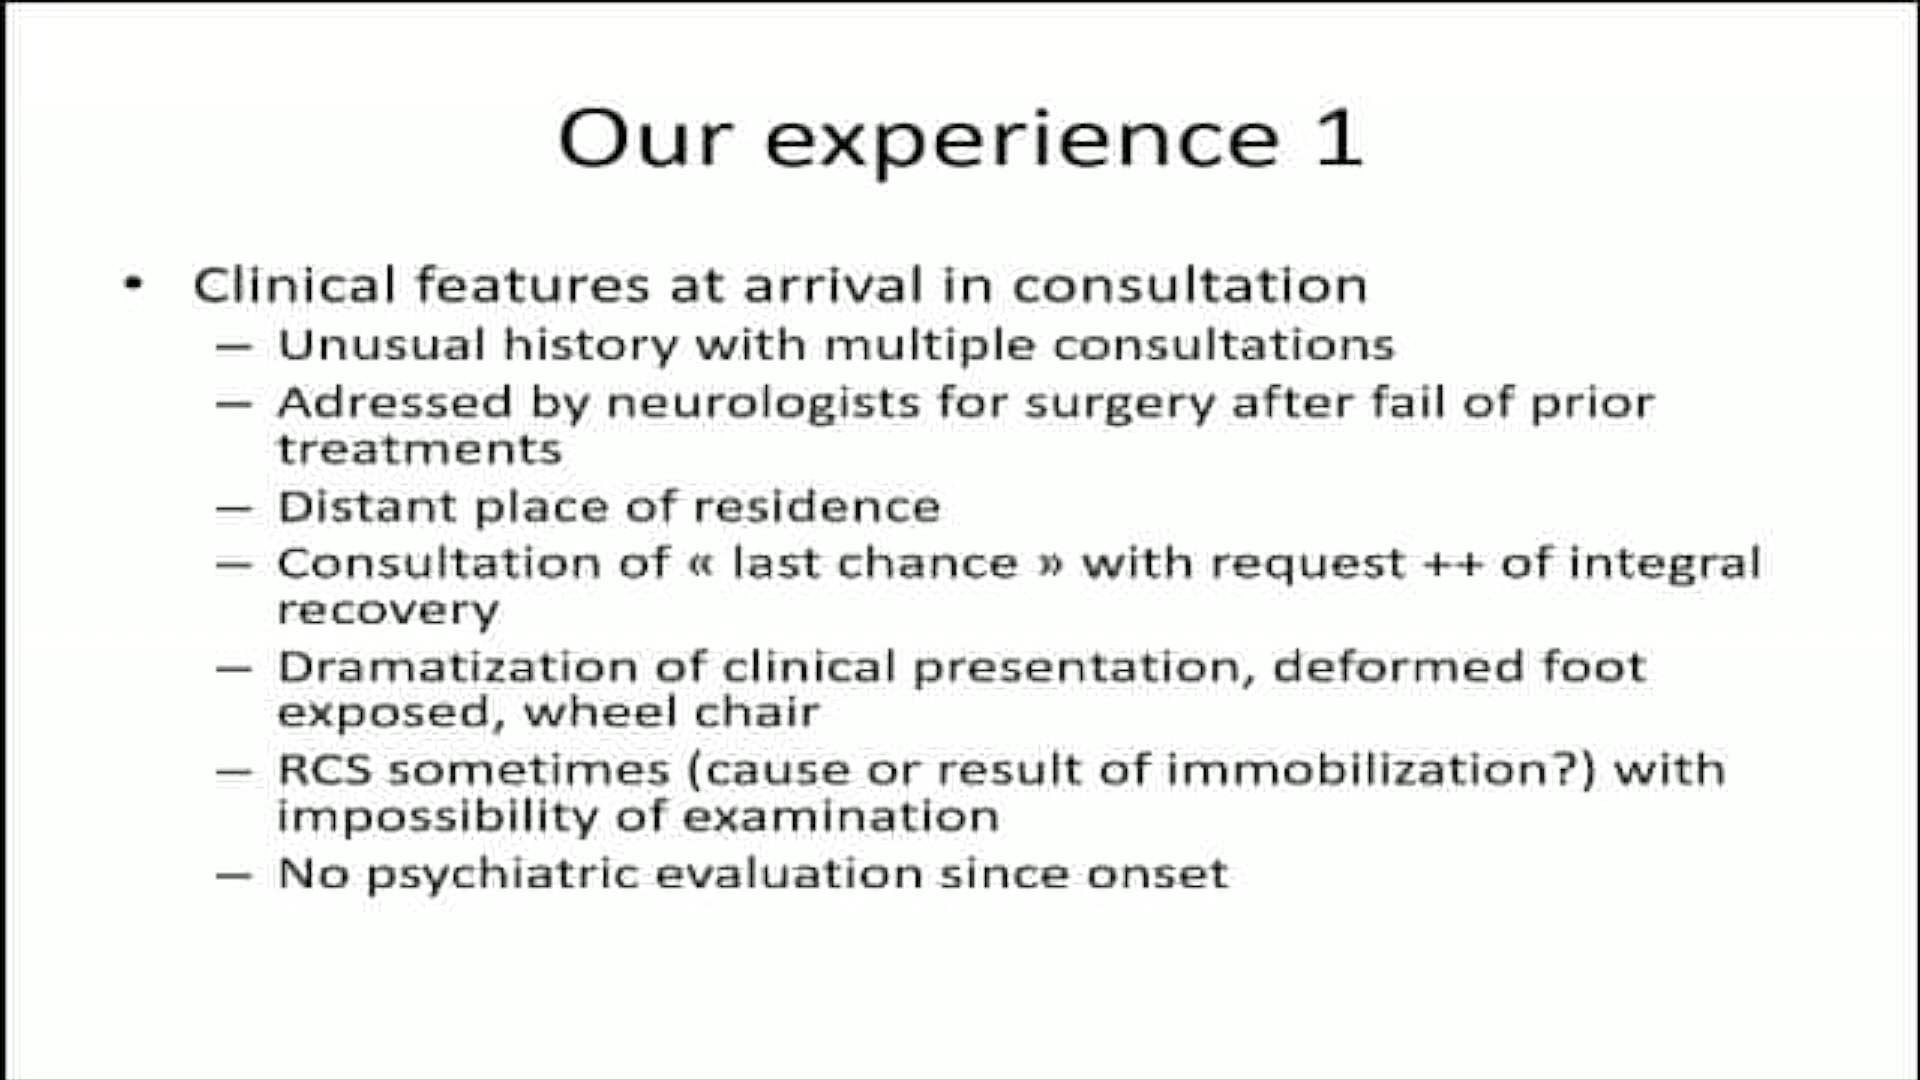 Our experience 1
• Clinical features at arrival in consultation
– Unusual history with multiple consultations
– Adressed by neurologists for surgery after fail of prior
treatments
– Distant place of residence
– Consultation of « last chance » with request ++ of integral
recovery
– Dramatization of clinical presentation, deformed foot
exposed, wheel chair
– RCS sometimes (cause or result of immobilization?) with
impossibility of examination
– No psychiatric evaluation since onset